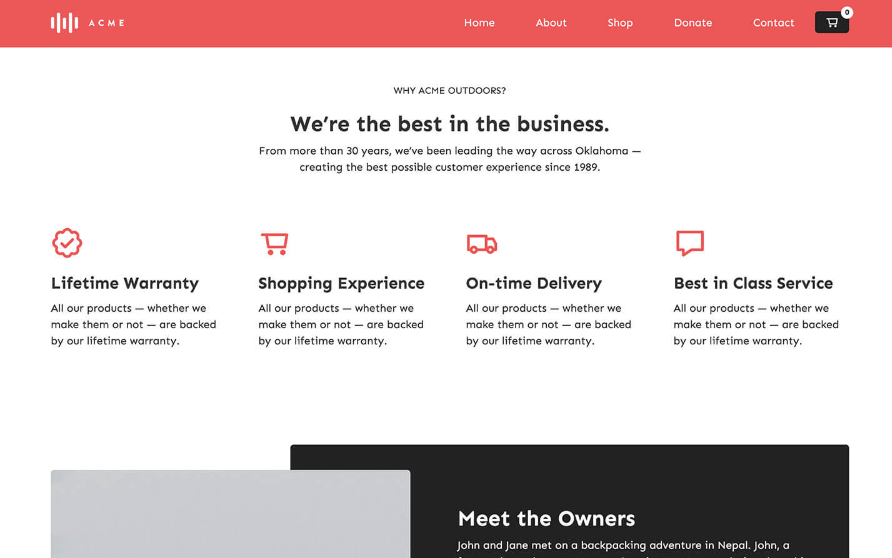 ACME
Home
About
Shop
Donate
Contact
0
WHY ACME OUTDOORS?
We’re the best in the business.
From more than 30 years, we’ve been leading the way across Oklahoma —
creating the best possible customer experience since 1989.
Lifetime Warranty
All our products — whether we
make them or not — are backed
by our lifetime warranty.
Shopping Experience
All our products — whether we
make them or not — are backed
by our lifetime warranty.
On-time Delivery
All our products — whether we
make them or not — are backed
by our lifetime warranty.
Best in Class Service
All our products — whether we
make them or not — are backed
by our lifetime warranty.
Meet the Owners
John and Jane met on a backpacking adventure in Nepal. John, a